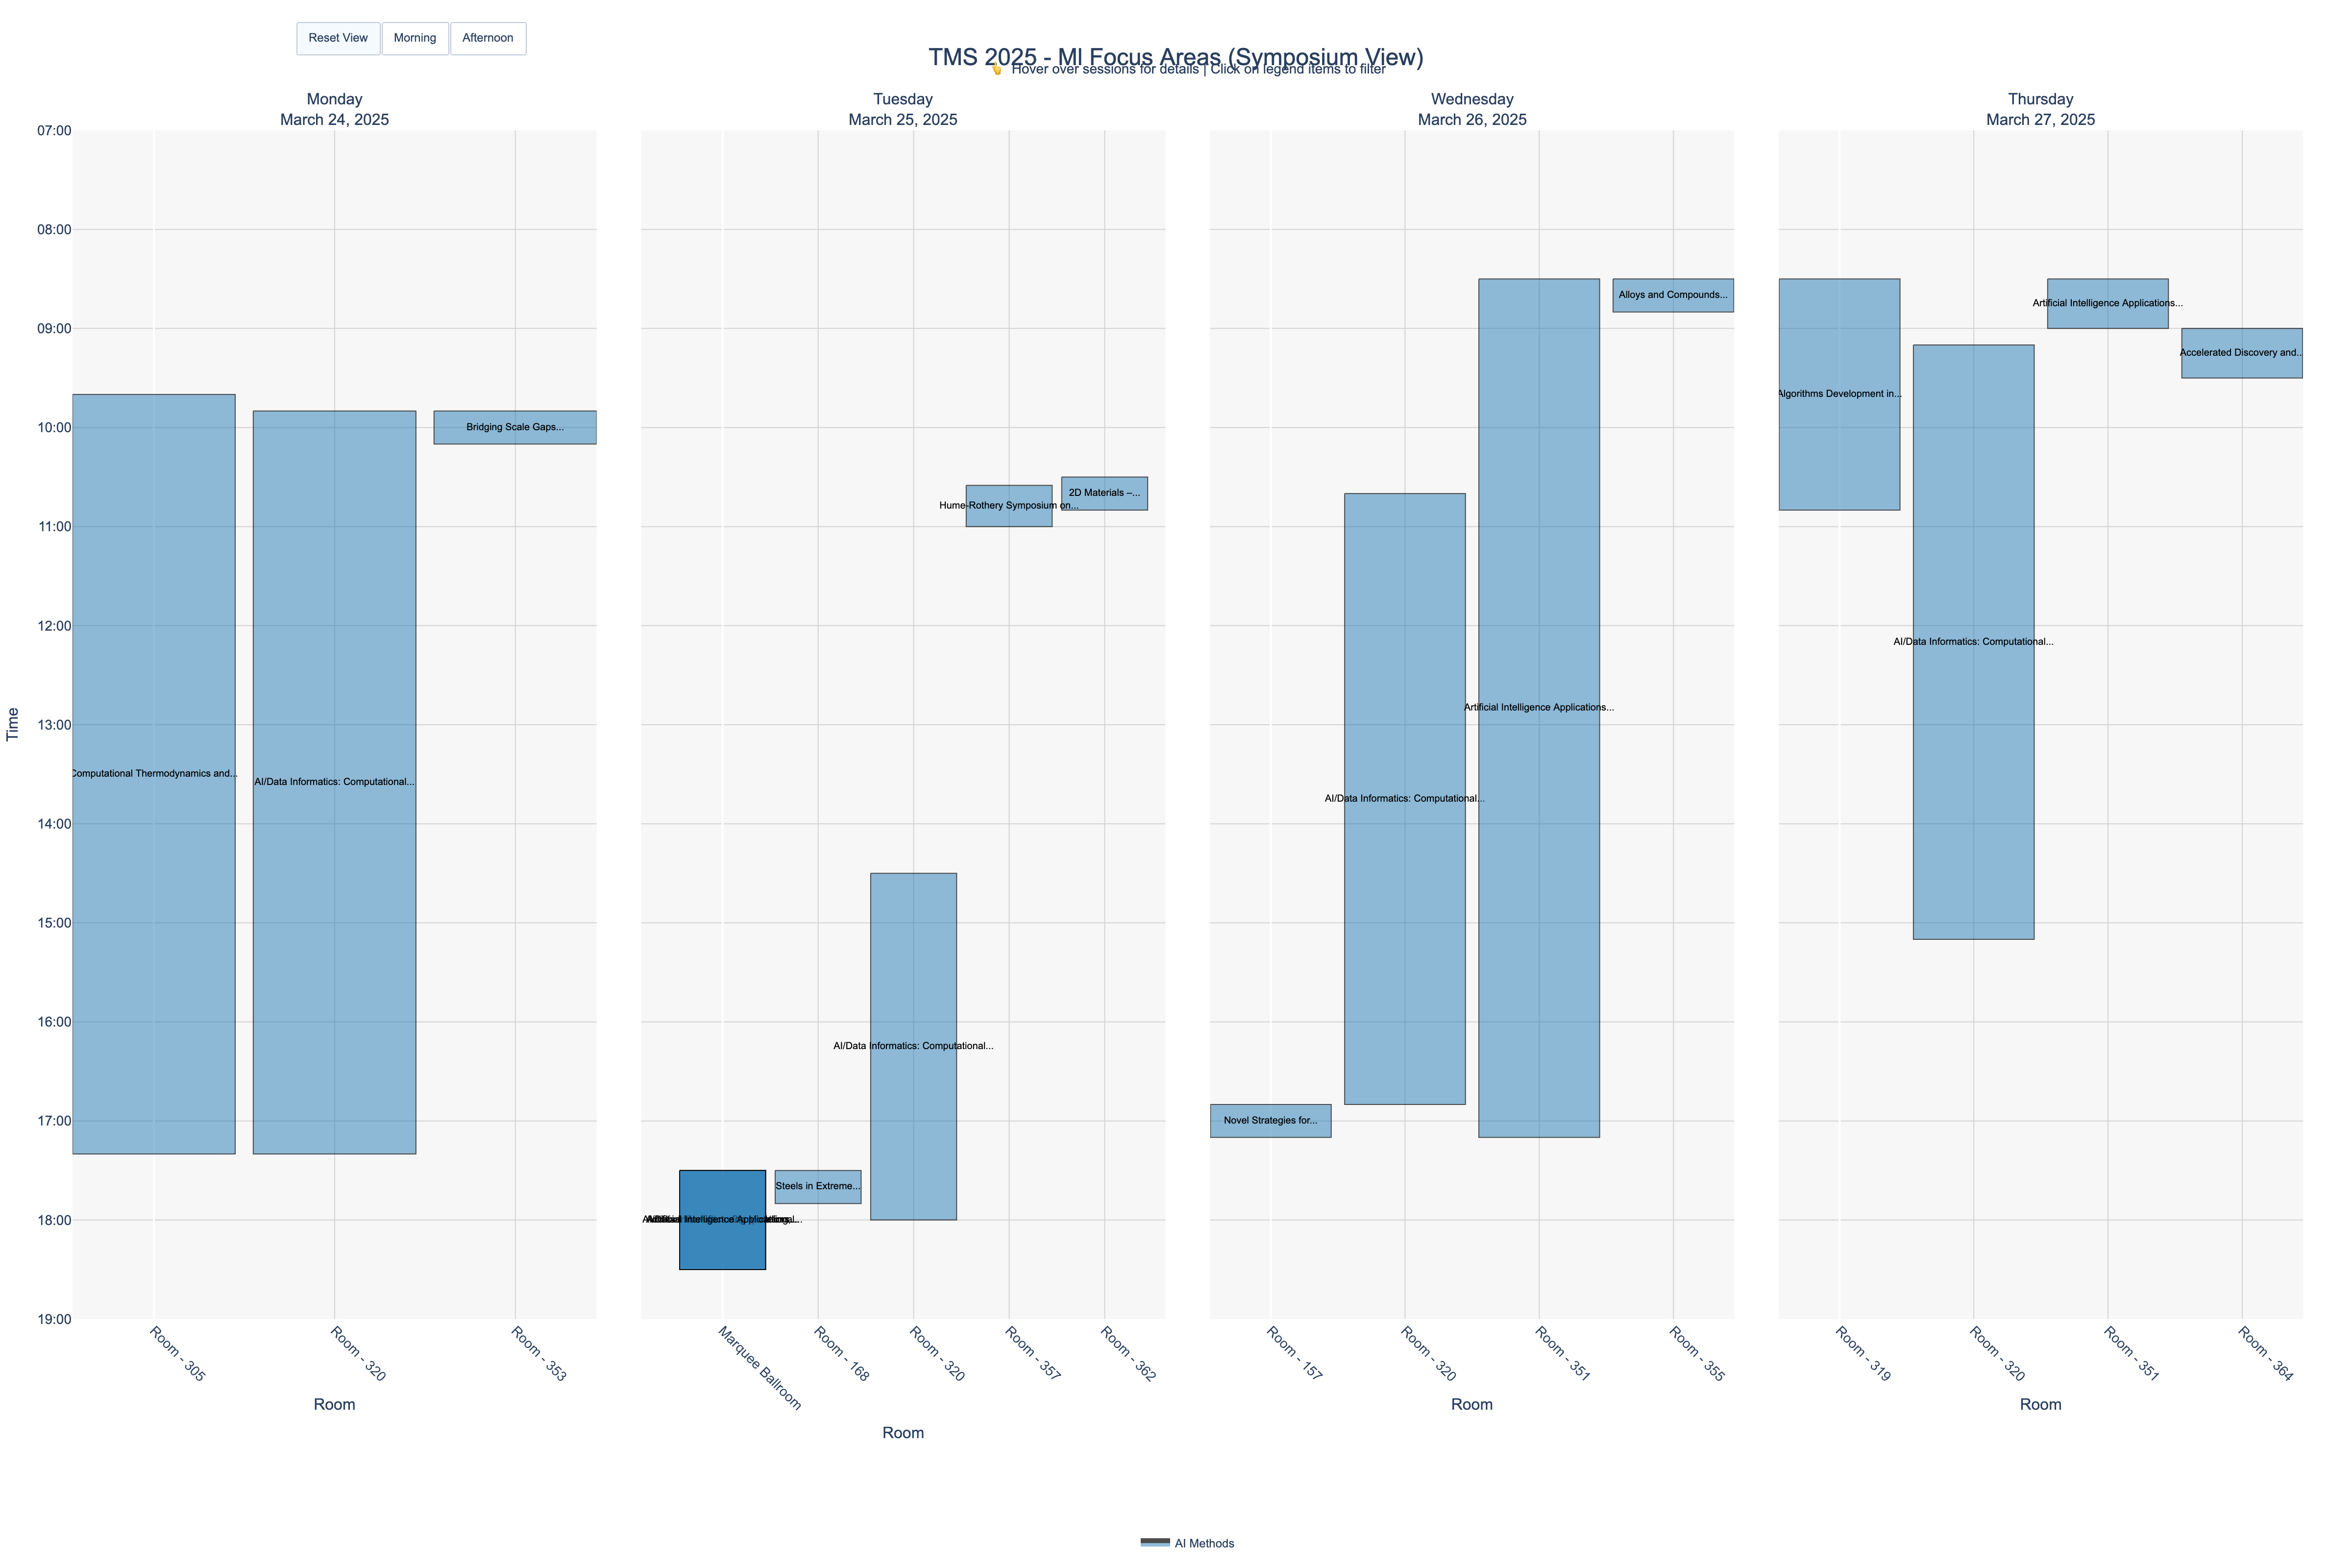 Reset View
Morning
Afternoon
TMS 2025 - MI Focus Areas (Symposium View)
👆 Hover over sessions for details | Click on legend items to filter
Monday
March 24, 2025
Tuesday
March 25, 2025
Wednesday
March 26, 2025
Thursday
March 27, 2025
Time
07:00
08:00
09:00
10:00
11:00
12:00
13:00
14:00
15:00
16:00
17:00
18:00
19:00
Computational Thermodynamics and...
AI/Data Informatics: Computational...
Bridging Scale Gaps...
Room - 305
Room - 320
Room - 353
Room
Artificial Intelligence Applications...
Steels in Extreme...
AI/Data Informatics: Computational...
Hume-Rothery Symposium on...
2D Materials –...
Marquee Ballroom
Room - 168
Room - 320
Room - 357
Room - 362
Room
Novel Strategies for...
AI/Data Informatics: Computational...
Artificial Intelligence Applications...
Alloys and Compounds...
Room - 157
Room - 320
Room - 351
Room - 355
Room
Algorithms Development in...
AI/Data Informatics: Computational...
Artificial Intelligence Applications...
Accelerated Discovery and...
Room - 319
Room - 320
Room - 351
Room - 364
Room
AI Methods